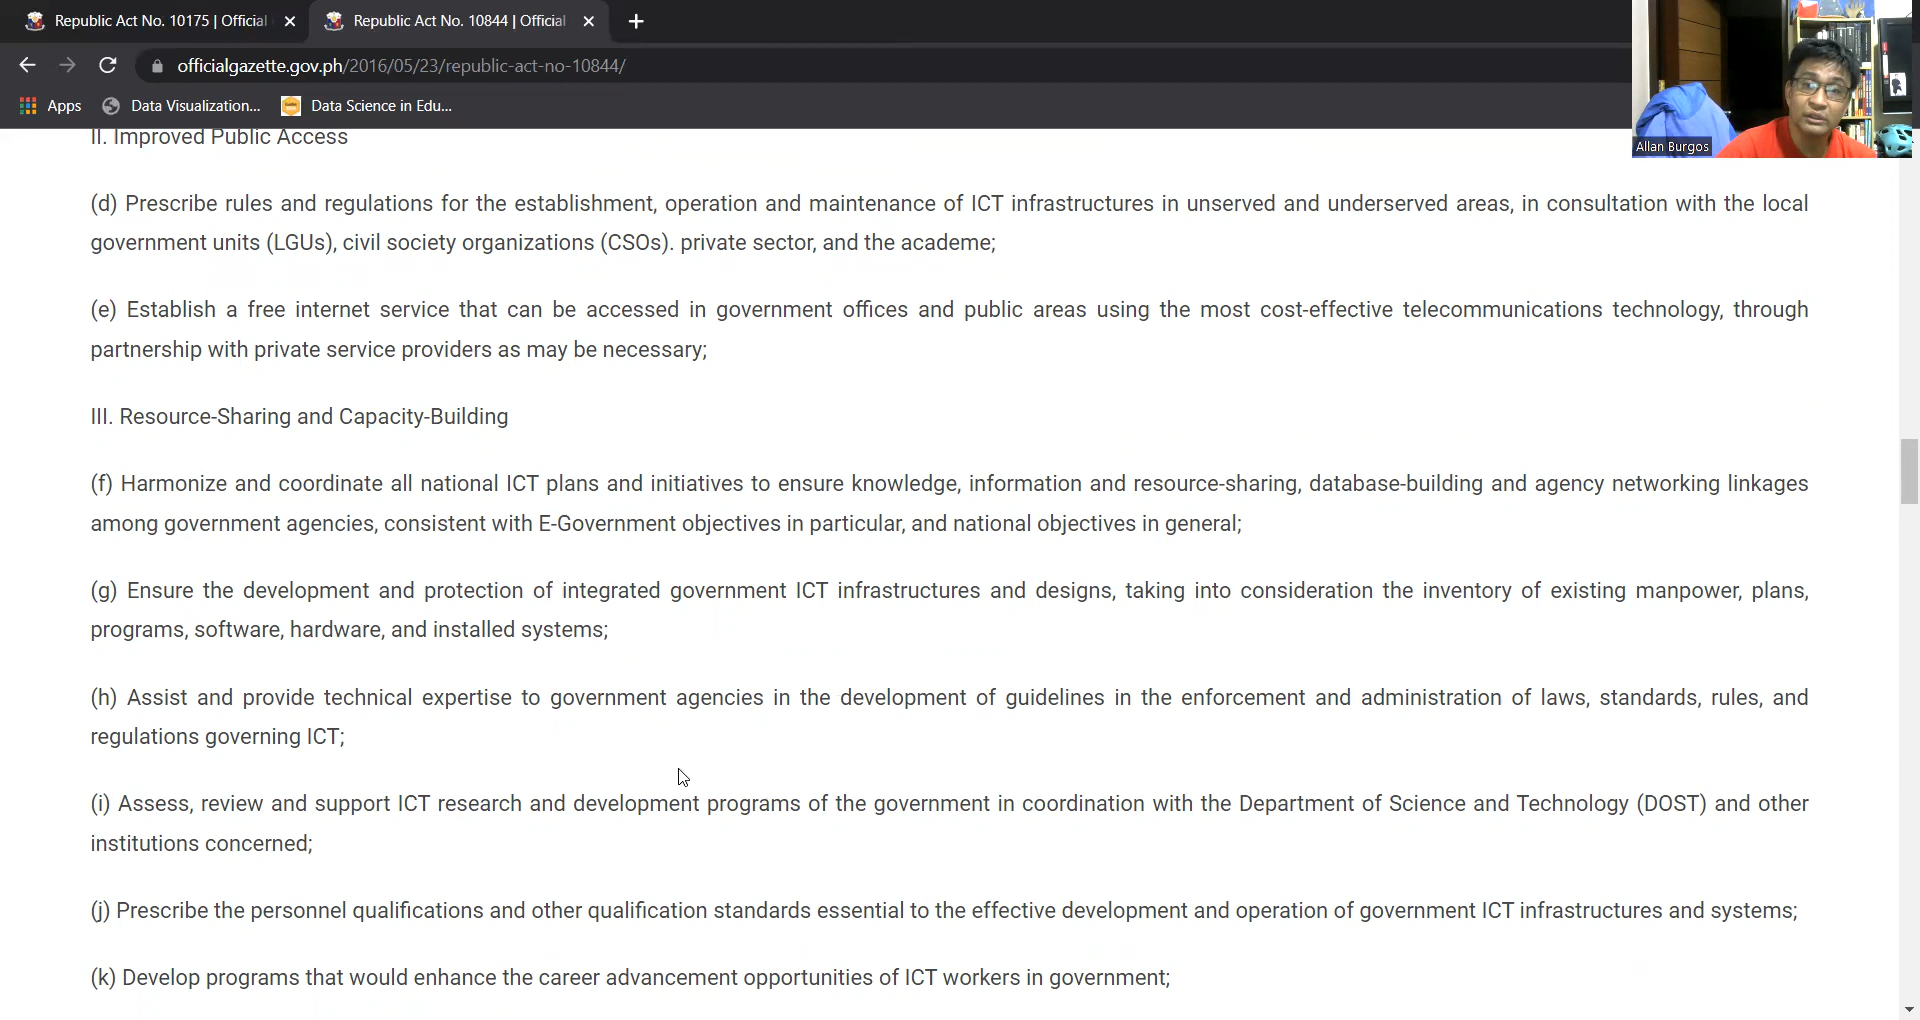 Republic Act No. 10175 | Official
Republic Act No. 10844 | Official
officialgazette.gov.ph/2016/05/23/republic-act-no-10844/
Apps
Data Visualization...
Data Science in Edu...
Allan Burgos
II. Improved Public Access
(d) Prescribe rules and regulations for the establishment, operation and maintenance of ICT infrastructures in unserved and underserved areas, in consultation with the local
government units (LGUs), civil society organizations (CSOs). private sector, and the academe;
(e) Establish a free internet service that can be accessed in government offices and public areas using the most cost-effective telecommunications technology, through
partnership with private service providers as may be necessary;
III. Resource-Sharing and Capacity-Building
(f) Harmonize and coordinate all national ICT plans and initiatives to ensure knowledge, information and resource-sharing, database-building and agency networking linkages
among government agencies, consistent with E-Government objectives in particular, and national objectives in general;
(g) Ensure the development and protection of integrated government ICT infrastructures and designs, taking into consideration the inventory of existing manpower, plans,
programs, software, hardware, and installed systems;
(h) Assist and provide technical expertise to government agencies in the development of guidelines in the enforcement and administration of laws, standards, rules, and
regulations governing ICT;
(i) Assess, review and support ICT research and development programs of the government in coordination with the Department of Science and Technology (DOST) and other
institutions concerned;
(j) Prescribe the personnel qualifications and other qualification standards essential to the effective development and operation of government ICT infrastructures and systems;
(k) Develop programs that would enhance the career advancement opportunities of ICT workers in government;